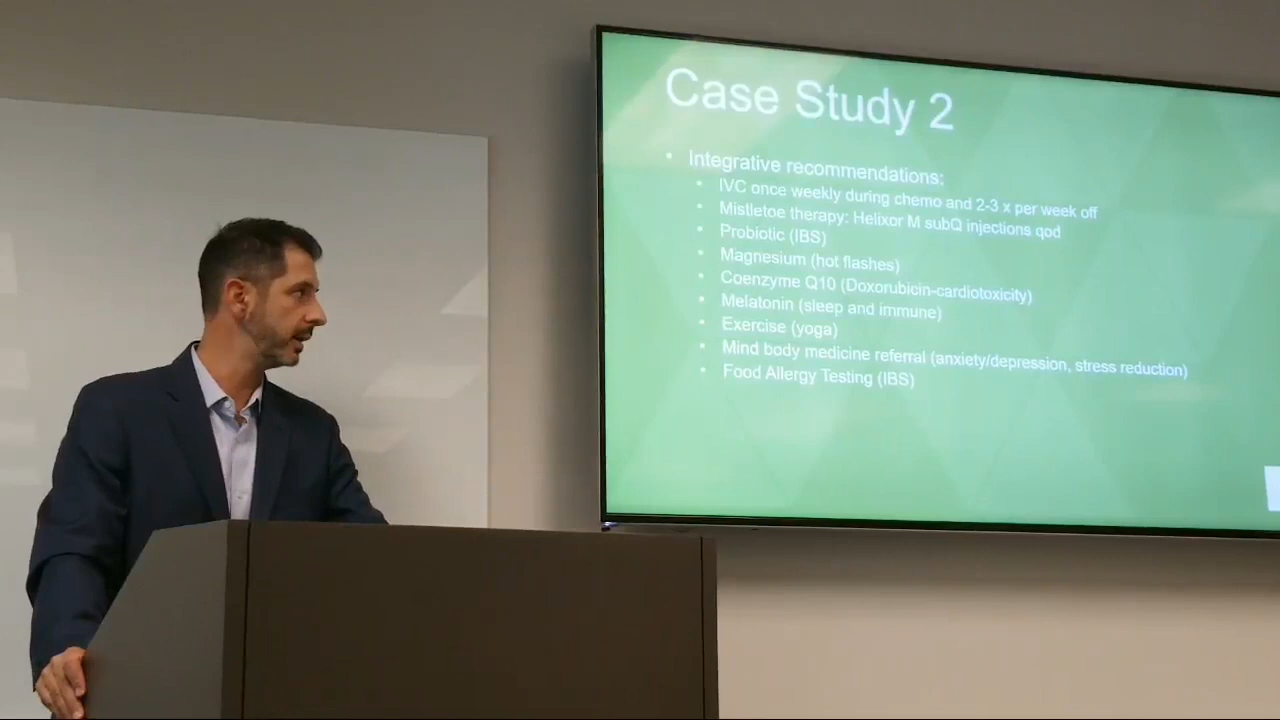 Case Study 2
• Integrative recommendations:
• IVC once weekly during chemo and 2-3 x per week off
• Mistletoe therapy: Helixor M subQ injections qod
• Probiotic (IBS)
• Magnesium (hot flashes)
• Coenzyme Q10 (Doxorubicin-cardiotoxicity)
• Melatonin (sleep and immune)
• Exercise (yoga)
• Mind body medicine referral (anxiety/depression, stress reduction)
• Food Allergy Testing (IBS)